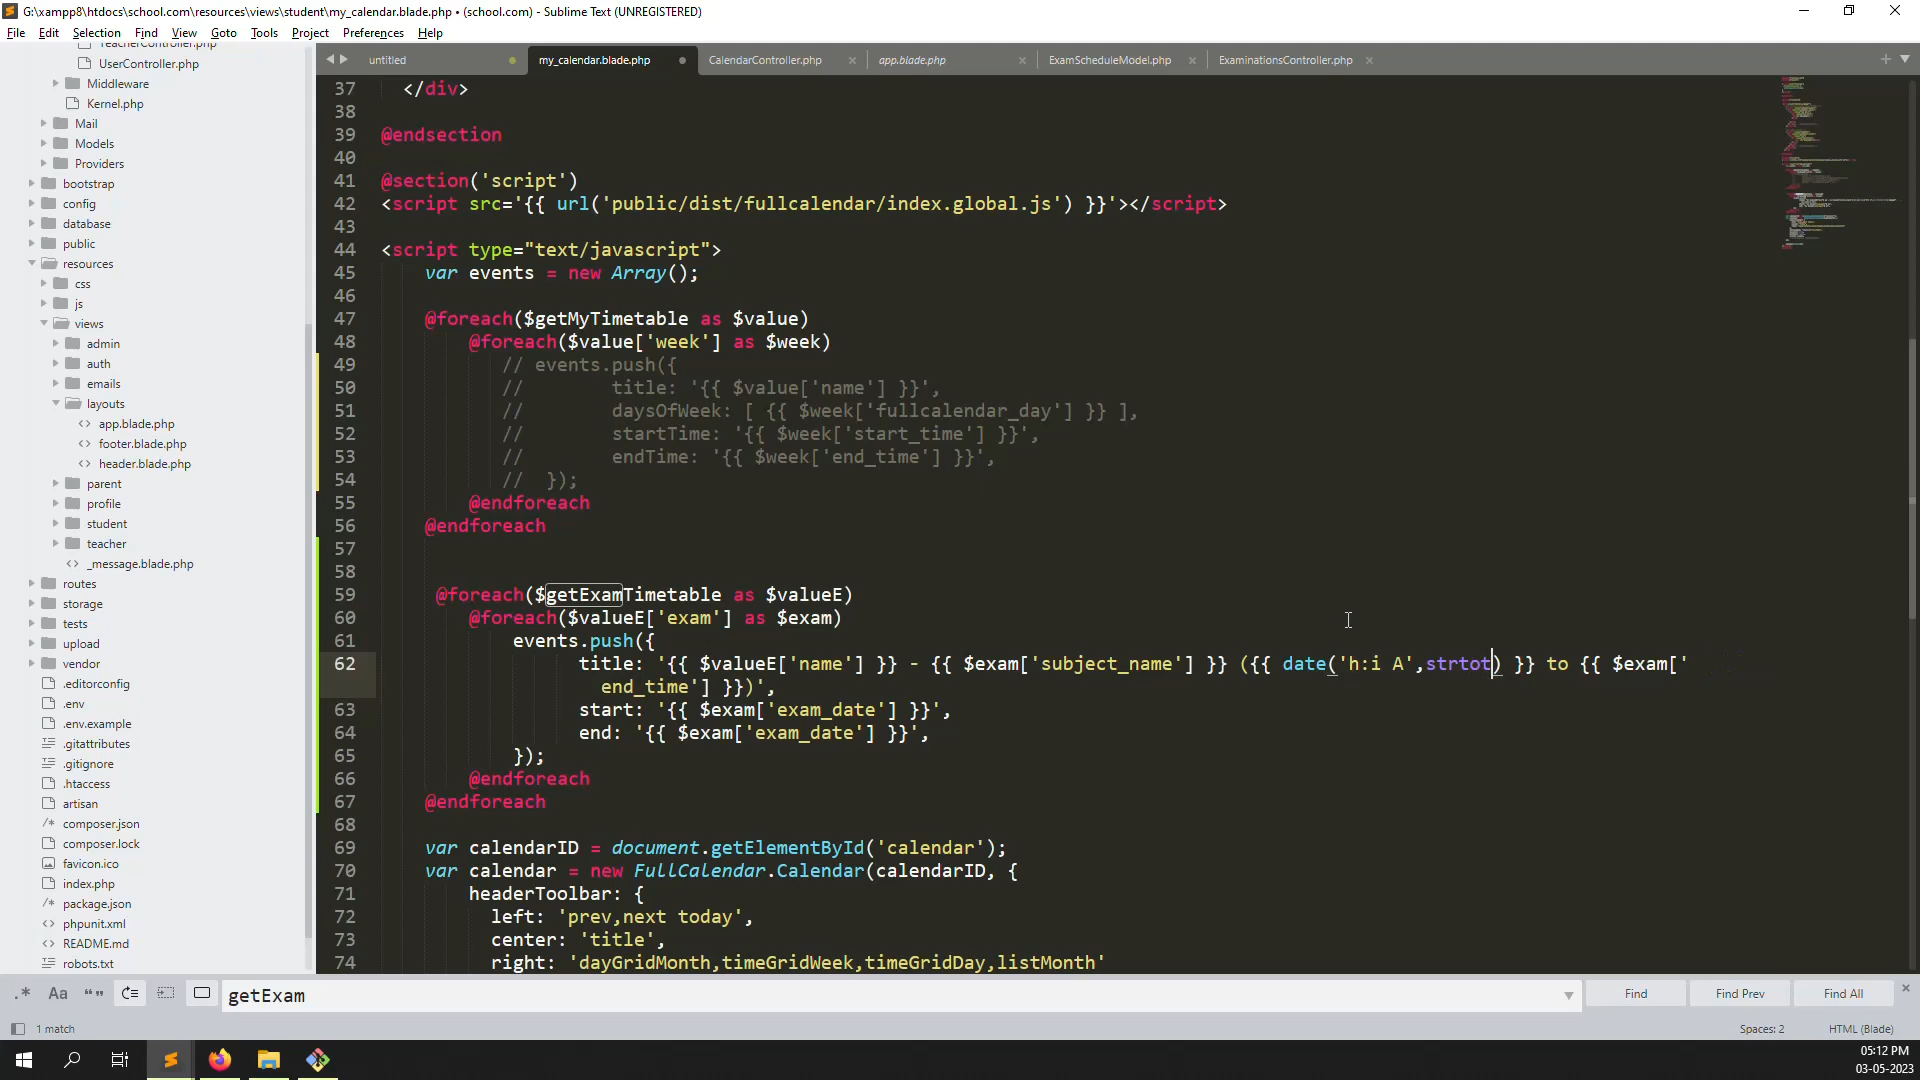 G:\xampp8\htdocs\school.com\resources\views\student\my_calendar.blade.php • (school.com) - Sublime Text (UNREGISTERED)
File Edit Selection Find View Goto Tools Project Preferences Help
TeacherController.php
UserController.php
Middleware
Kernel.php
Mail
Models
Providers
bootstrap
config
database
public
resources
css
js
views
admin
auth
emails
layouts
app.blade.php
footer.blade.php
header.blade.php
parent
profile
student
teacher
_message.blade.php
routes
storage
tests
upload
vendor
.editorconfig
.env
.env.example
.gitattributes
.gitignore
.htaccess
artisan
composer.json
composer.lock
favicon.ico
index.php
package.json
phpunit.xml
README.md
robots.txt
untitled my_calendar.blade.php CalendarController.php app.blade.php ExamScheduleModel.php ExaminationsController.php
37 </div>
38
39 @endsection
40
41 @section('script')
42 <script src='{{ url('public/dist/fullcalendar/index.global.js') }}'></script>
43
44 <script type="text/javascript">
45 var events = new Array();
46
47 @foreach($getMyTimetable as $value)
48 @foreach($value['week'] as $week)
49 // events.push({
50 // title: '{{ $value['name'] }}',
51 // daysOfWeek: [ {{ $week['fullcalendar_day'] }} ],
52 // startTime: '{{ $week['start_time'] }}',
53 // endTime: '{{ $week['end_time'] }}',
54 // });
55 @endforeach
56 @endforeach
57
58
59 @foreach($getExamTimetable as $valueE)
60 @foreach($valueE['exam'] as $exam)
61 events.push({
62 title: '{{ $valueE['name'] }} - {{ $exam['subject_name'] }} ({{ date('h:i A',strtot) }} to {{ $exam['
end_time'] }})',
63 start: '{{ $exam['exam_date'] }}',
64 end: '{{ $exam['exam_date'] }}',
65 });
66 @endforeach
67 @endforeach
68
69 var calendarID = document.getElementById('calendar');
70 var calendar = new FullCalendar.Calendar(calendarID, {
71 headerToolbar: {
72 left: 'prev,next today',
73 center: 'title',
74 right: 'dayGridMonth,timeGridWeek,timeGridDay,listMonth'
.* Aa "" getExam Find Find Prev Find All
1 match Spaces: 2 HTML (Blade)
05:12 PM
03-05-2023